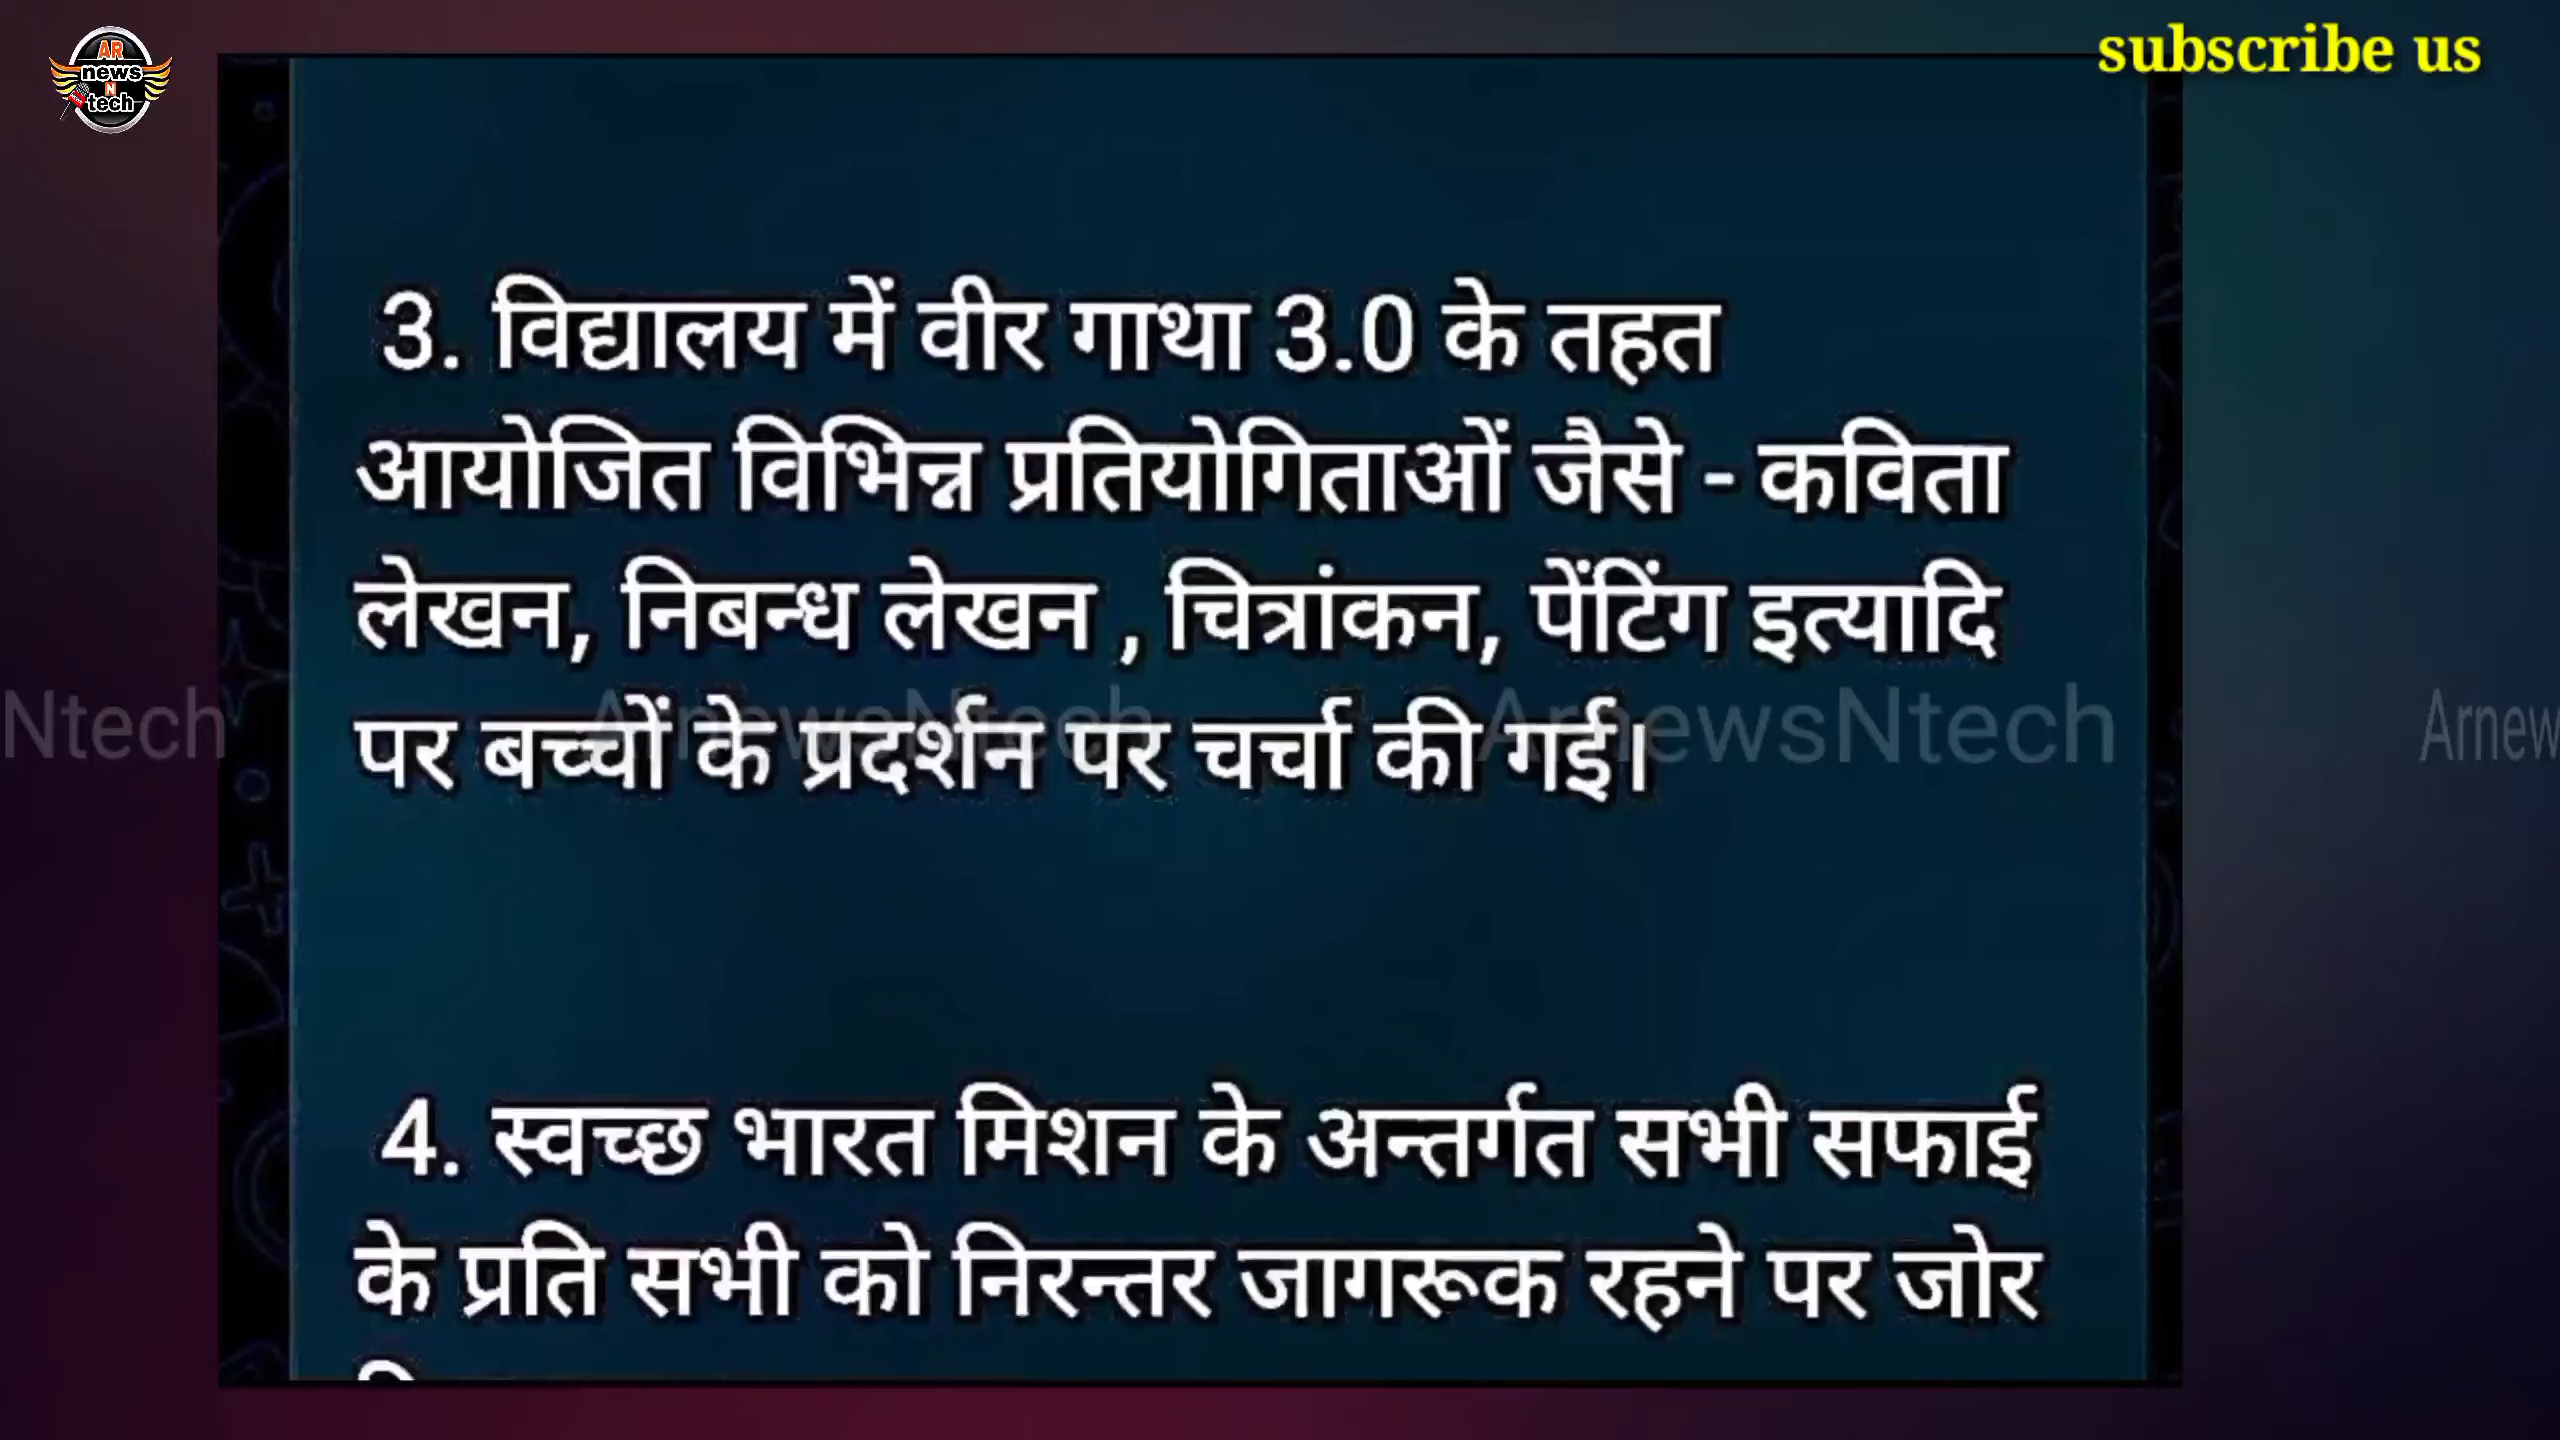 AR
news
N
tech
subscribe us
3. विद्यालय में वीर गाथा 3.0 के तहत
आयोजित विभिन्न प्रतियोगिताओं जैसे - कविता
लेखन, निबन्ध लेखन , चित्रांकन, पेंटिंग इत्यादि
पर बच्चों के प्रदर्शन पर चर्चा की गई।
Ntech ArnewsNtech ArnewsNtech Arnew
4. स्वच्छ भारत मिशन के अन्तर्गत सभी सफाई
के प्रति सभी को निरन्तर जागरूक रहने पर जोर